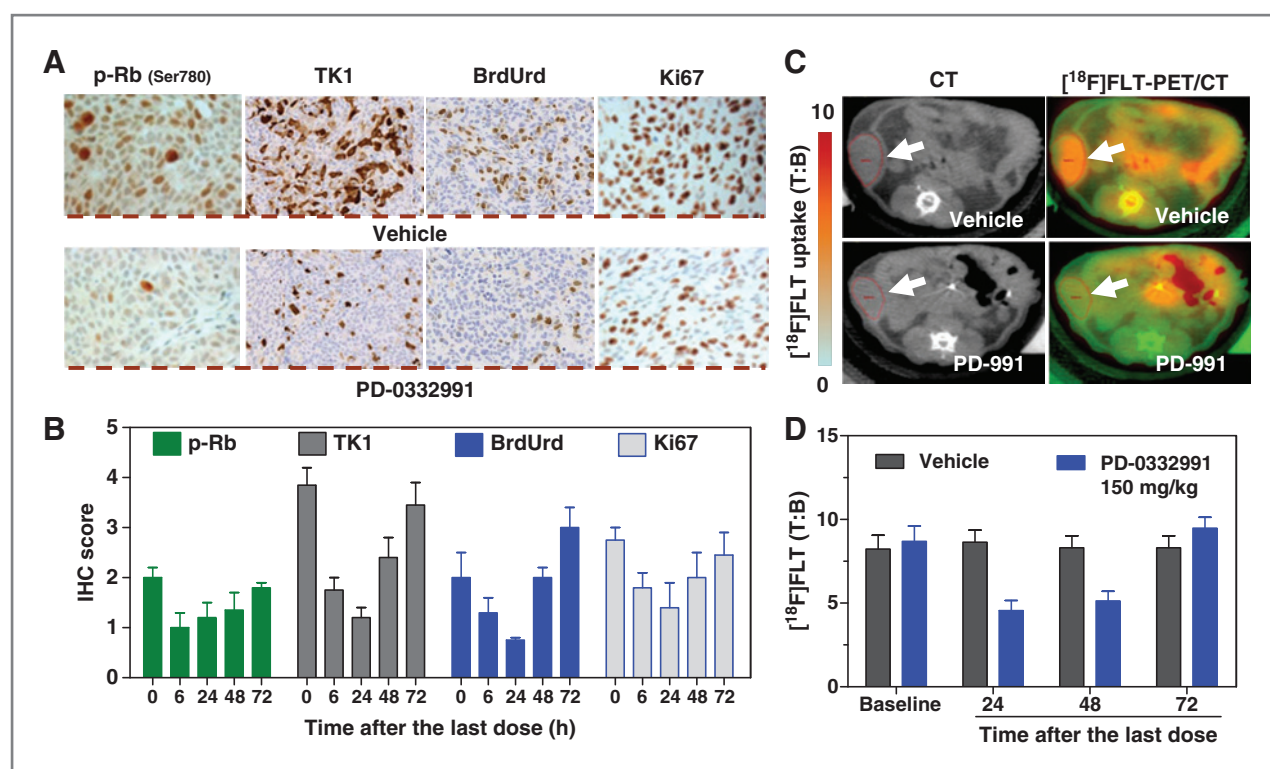 A
p-Rb (Ser780)
TK1
BrdUrd
Ki67
Vehicle
PD-0332991
B
5
4
3
2
1
0
IHC score
p-Rb
TK1
BrdUrd
Ki67
0 6 24 48 72 0 6 24 48 72 0 6 24 48 72 0 6 24 48 72
Time after the last dose (h)
C
CT
[18F]FLT-PET/CT
10
[18F]FLT uptake (T:B)
0
Vehicle
Vehicle
PD-991
PD-991
D
15
10
5
0
[18F]FLT (T:B)
Vehicle
PD-0332991
150 mg/kg
Baseline 24 48 72
Time after the last dose